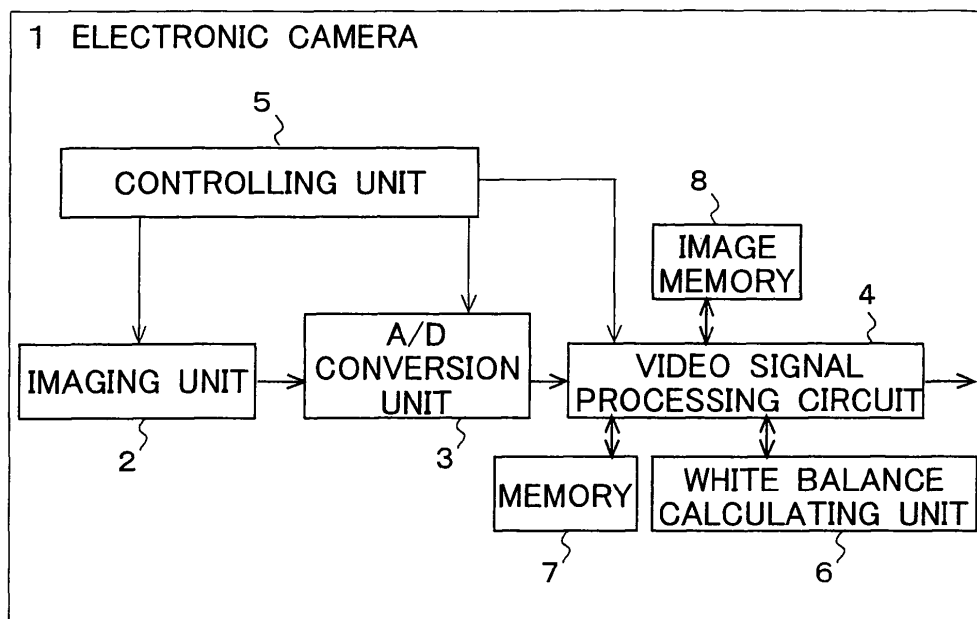 1 ELECTRONIC CAMERA
5
CONTROLLING UNIT
8
IMAGE
MEMORY
4
IMAGING UNIT
A/D
CONVERSION
UNIT
VIDEO SIGNAL
PROCESSING CIRCUIT
2
3
MEMORY
WHITE BALANCE
CALCULATING UNIT
7
6